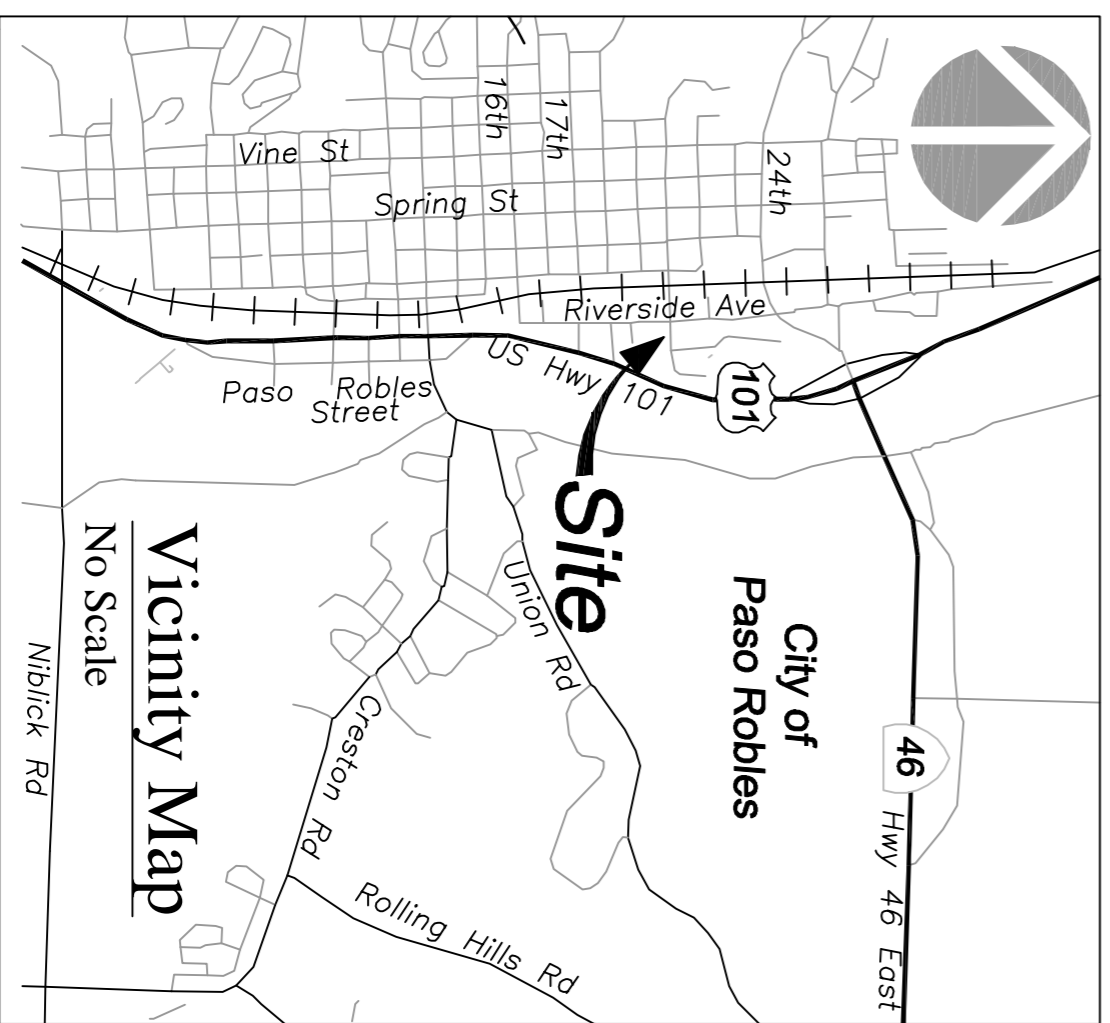 16th
17th
24th
Vine St
Spring St
Riverside Ave
US Hwy 101
101
Paso Robles
Street
Site
Union Rd
City of
Paso Robles
46
Hwy 46 East
Vicinity Map
No Scale
Niblick Rd
Creston Rd
Rolling Hills Rd